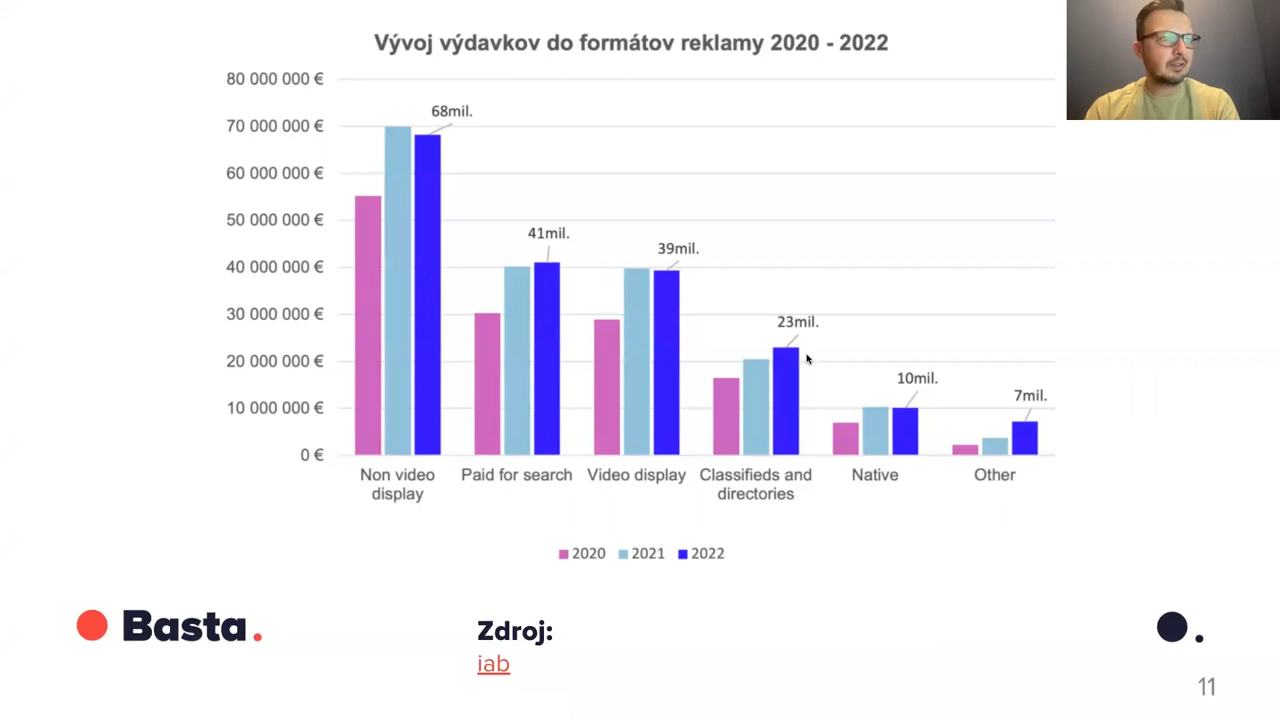 Vývoj výdavkov do formátov reklamy 2020 - 2022
80 000 000 €
70 000 000 €
60 000 000 €
50 000 000 €
40 000 000 €
30 000 000 €
20 000 000 €
10 000 000 €
0 €
68mil.
41mil.
39mil.
23mil.
10mil.
7mil.
Non video
display
Paid for search
Video display
Classifieds and
directories
Native
Other
2020 2021 2022
Basta.
Zdroj:
iab
11